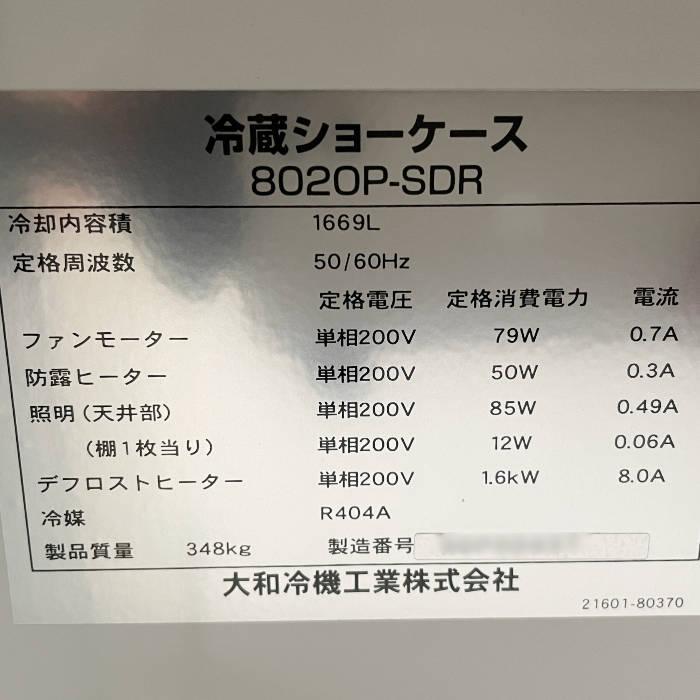 冷蔵ショーケース
8020P-SDR
冷却内容積 1669L
定格周波数 50/60Hz
定格電圧 定格消費電力 電流
ファンモーター 単相200V 79W 0.7A
防露ヒーター 単相200V 50W 0.3A
照明(天井部) 単相200V 85W 0.49A
(棚1枚当り) 単相200V 12W 0.06A
デフロストヒーター 単相200V 1.6kW 8.0A
冷媒 R404A
製品質量 348kg 製造番号
大和冷機工業株式会社
21601-80370